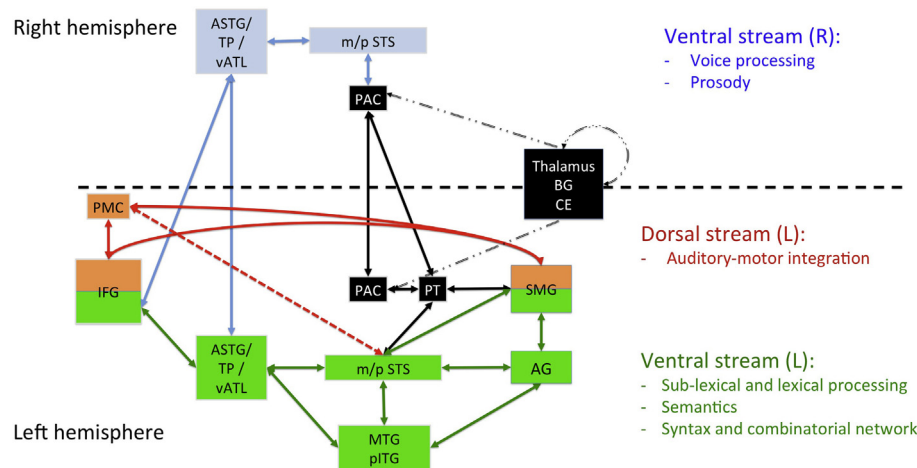 Right hemisphere
ASTG/
TP /
vATL
m/p STS
Ventral stream (R):
- Voice processing
- Prosody
PAC
Thalamus
BG
CE
PMC
Dorsal stream (L):
- Auditory-motor integration
IFG
PAC
PT
SMG
ASTG/
TP /
vATL
m/p STS
AG
Ventral stream (L):
- Sub-lexical and lexical processing
- Semantics
- Syntax and combinatorial network
Left hemisphere
MTG
pITG